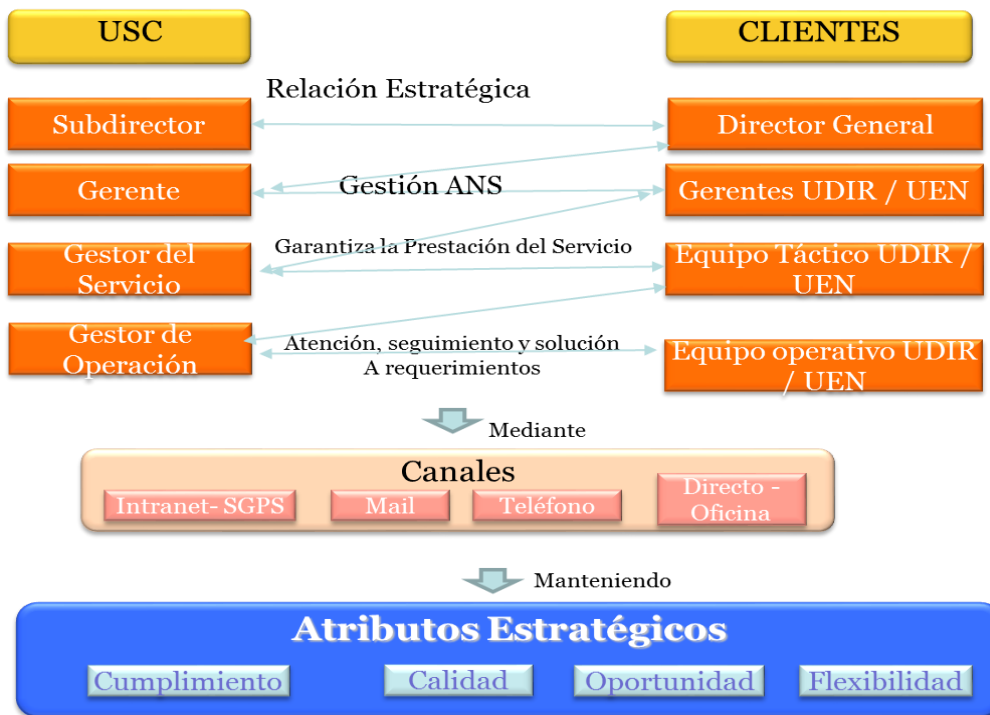 USC
CLIENTES
Relación Estratégica
Subdirector
Director General
Gerente
Gestión ANS
Gerentes UDIR / UEN
Gestor del
Servicio
Garantiza la Prestación del Servicio
Equipo Táctico UDIR /
UEN
Gestor de
Operación
Atención, seguimiento y solución
A requerimientos
Equipo operativo UDIR
/ UEN
Mediante
Canales
Intranet- SGPS
Mail
Teléfono
Directo -
Oficina
Manteniendo
Atributos Estratégicos
Cumplimiento
Calidad
Oportunidad
Flexibilidad